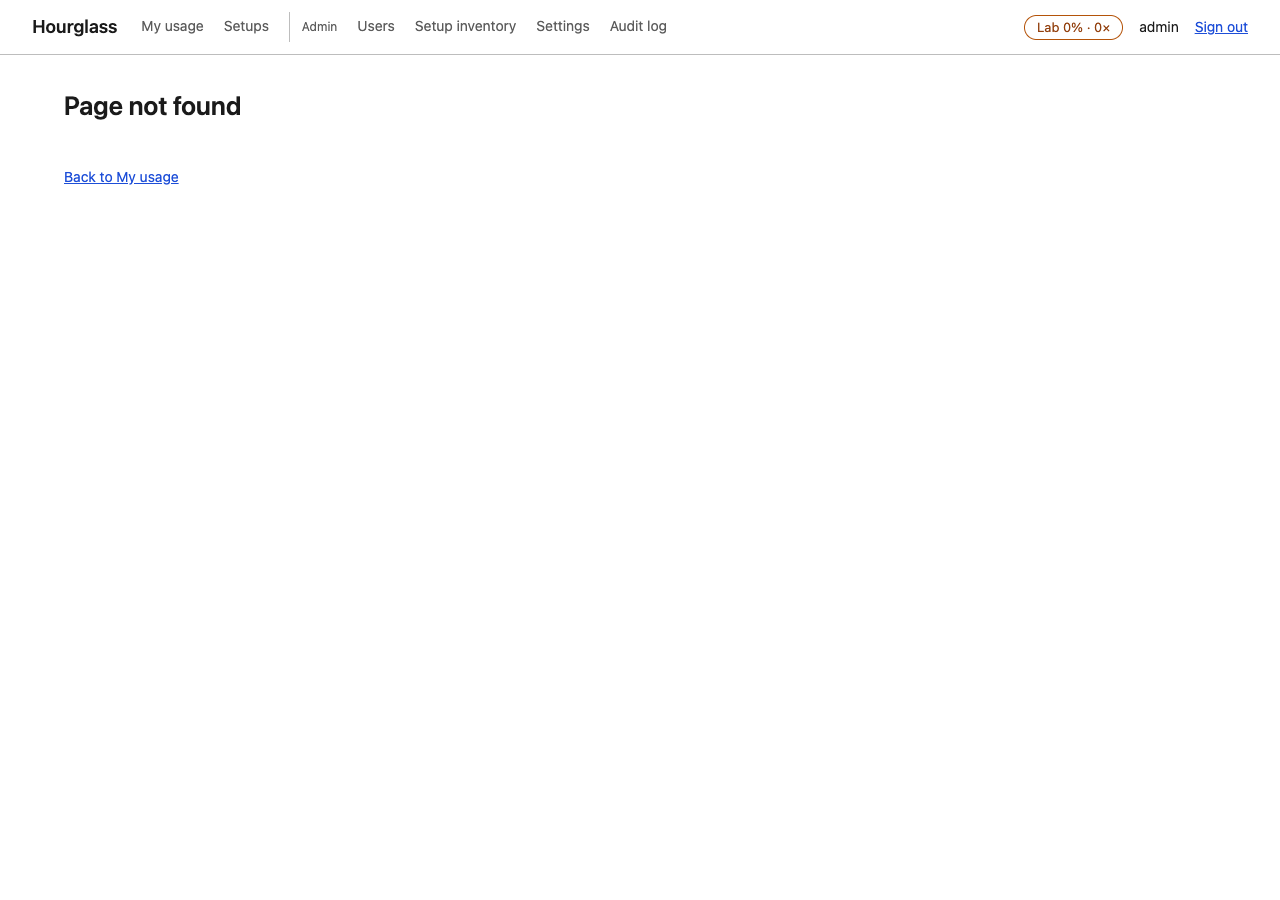 Hourglass My usage Setups Admin Users Setup inventory Settings Audit log Lab 0% · 0× admin Sign out
Page not found
Back to My usage